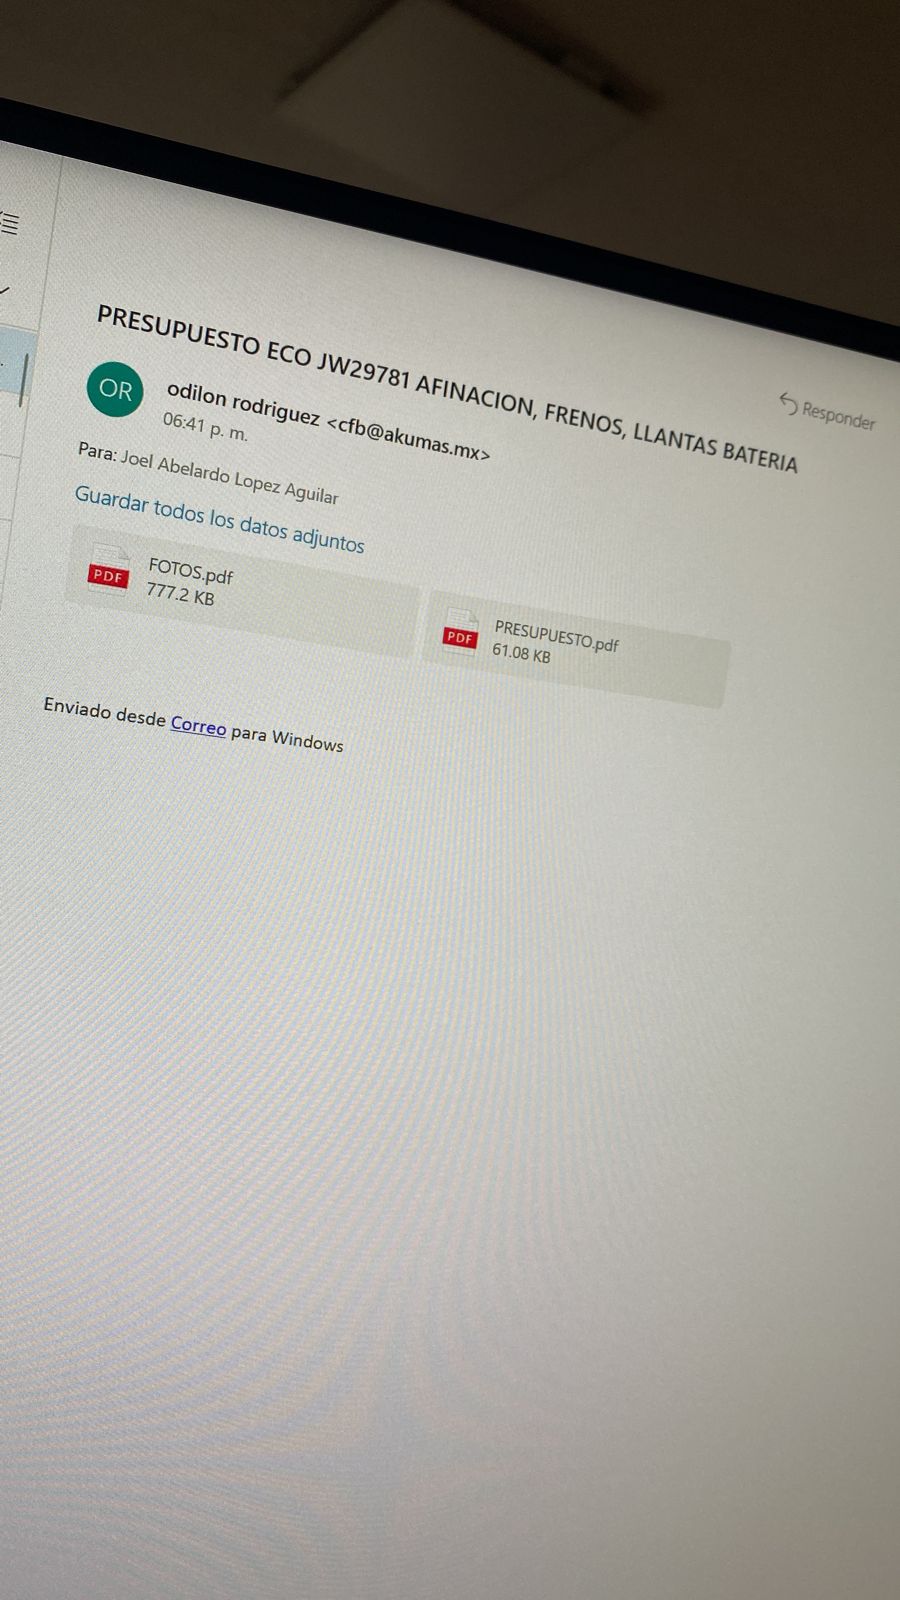 PRESUPUESTO ECO JW29781 AFINACION, FRENOS, LLANTAS BATERIA
Responder
OR
odilon rodriguez <cfb@akumas.mx>
06:41 p. m.
Para: Joel Abelardo Lopez Aguilar
Guardar todos los datos adjuntos
PDF
FOTOS.pdf
777.2 KB
PDF
PRESUPUESTO.pdf
61.08 KB
Enviado desde Correo para Windows